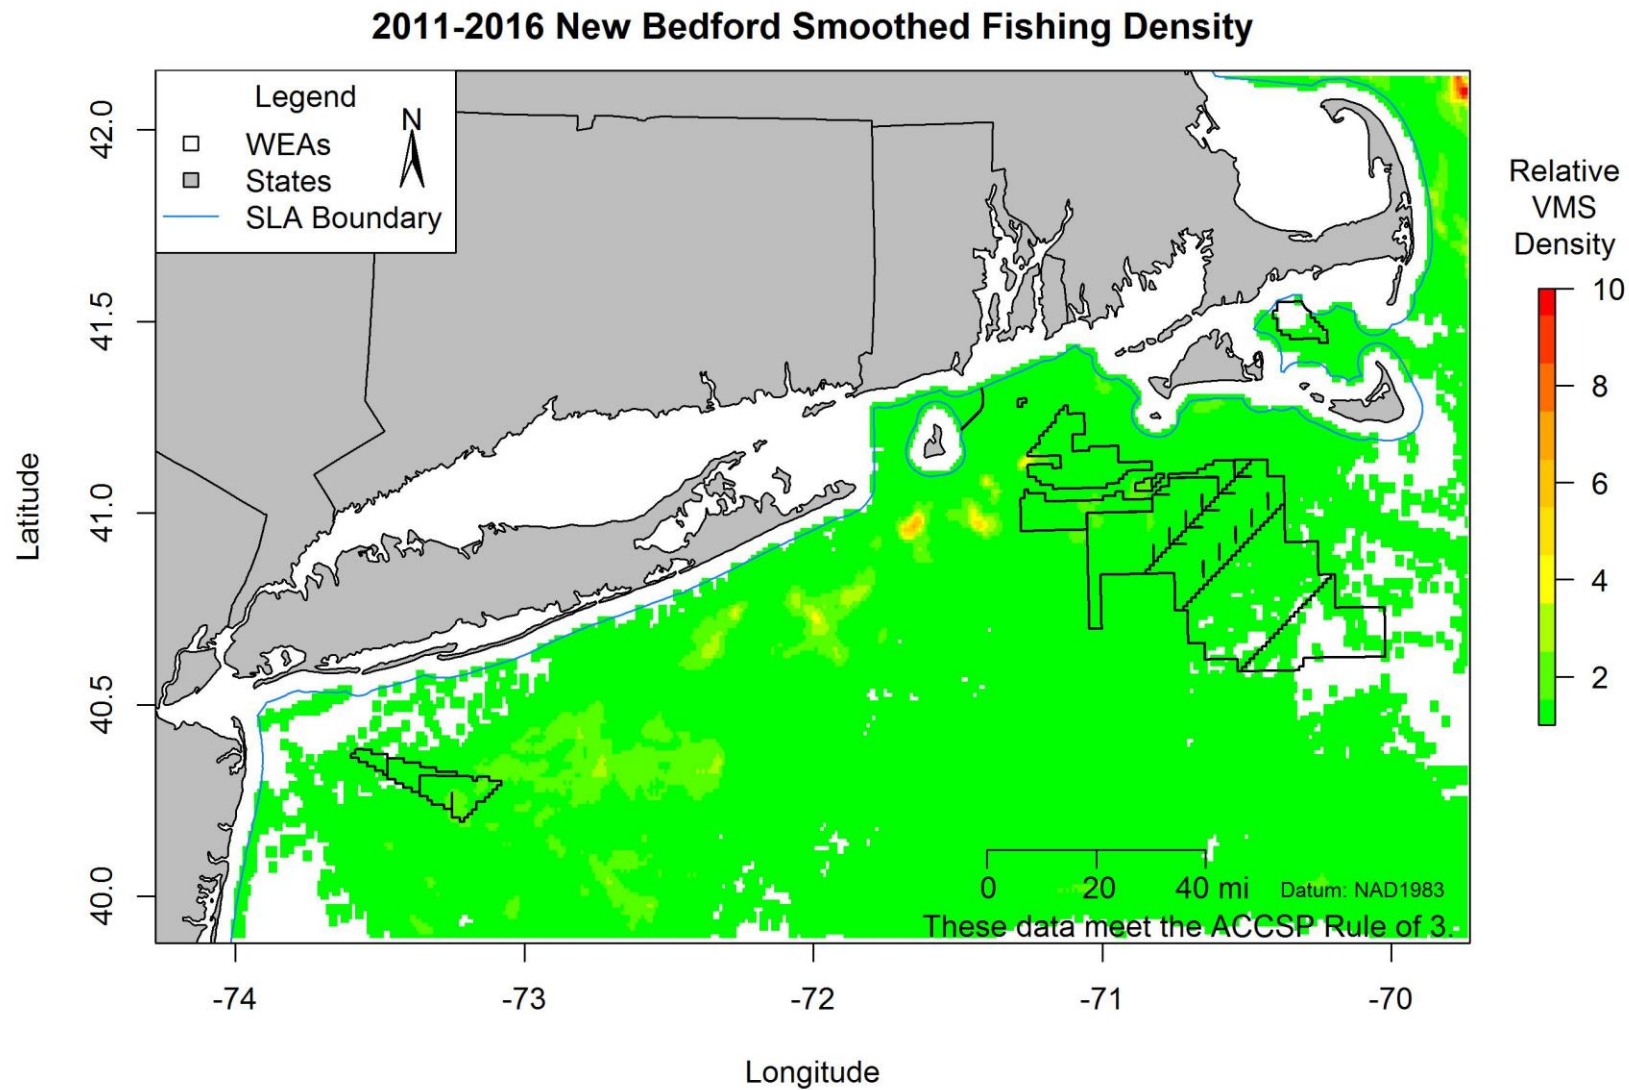 2011-2016 New Bedford Smoothed Fishing Density
Legend
N
WEAs
States
SLA Boundary
Relative
VMS
Density
10
8
6
4
2
Latitude
42.0
41.5
41.0
40.5
40.0
0 20 40 mi
Datum: NAD1983
These data meet the ACCSP Rule of 3.
-74 -73 -72 -71 -70
Longitude